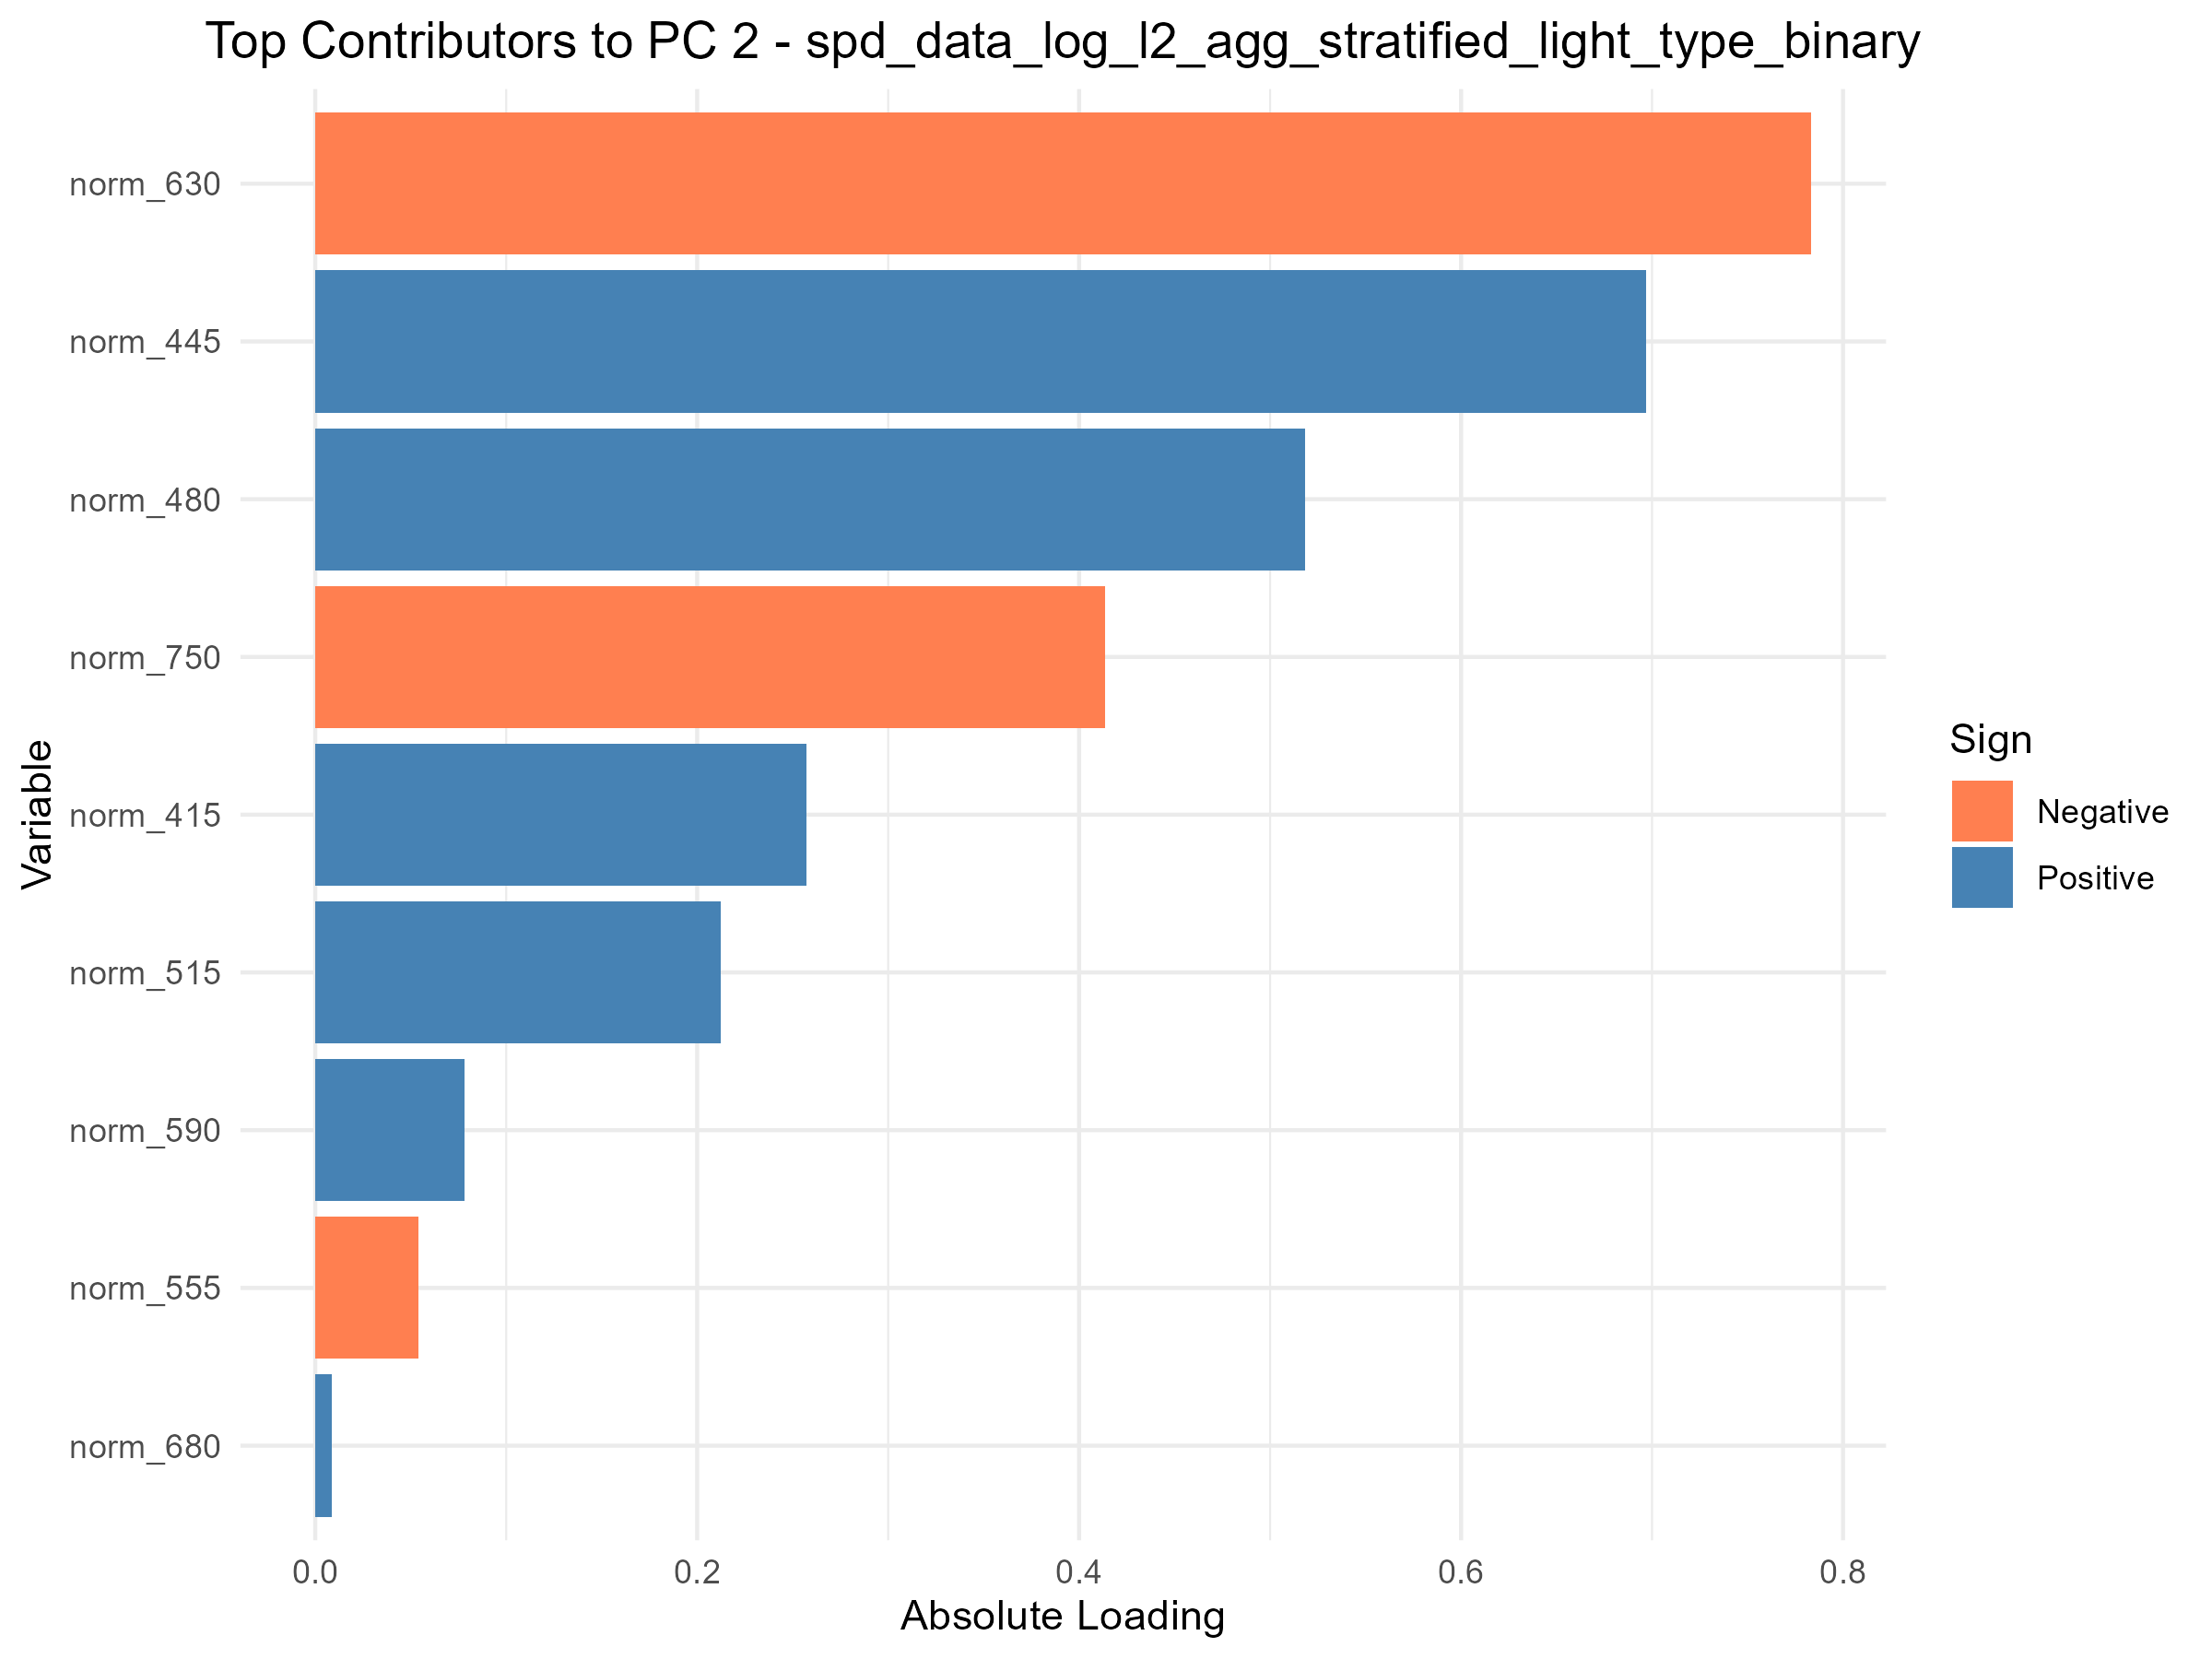 Top Contributors to PC 2 - spd_data_log_l2_agg_stratified_light_type_binary
norm_630
norm_445
norm_480
norm_750
norm_415
norm_515
norm_590
norm_555
norm_680
Variable
0.0 0.2 0.4 0.6 0.8
Absolute Loading
Sign
Negative
Positive